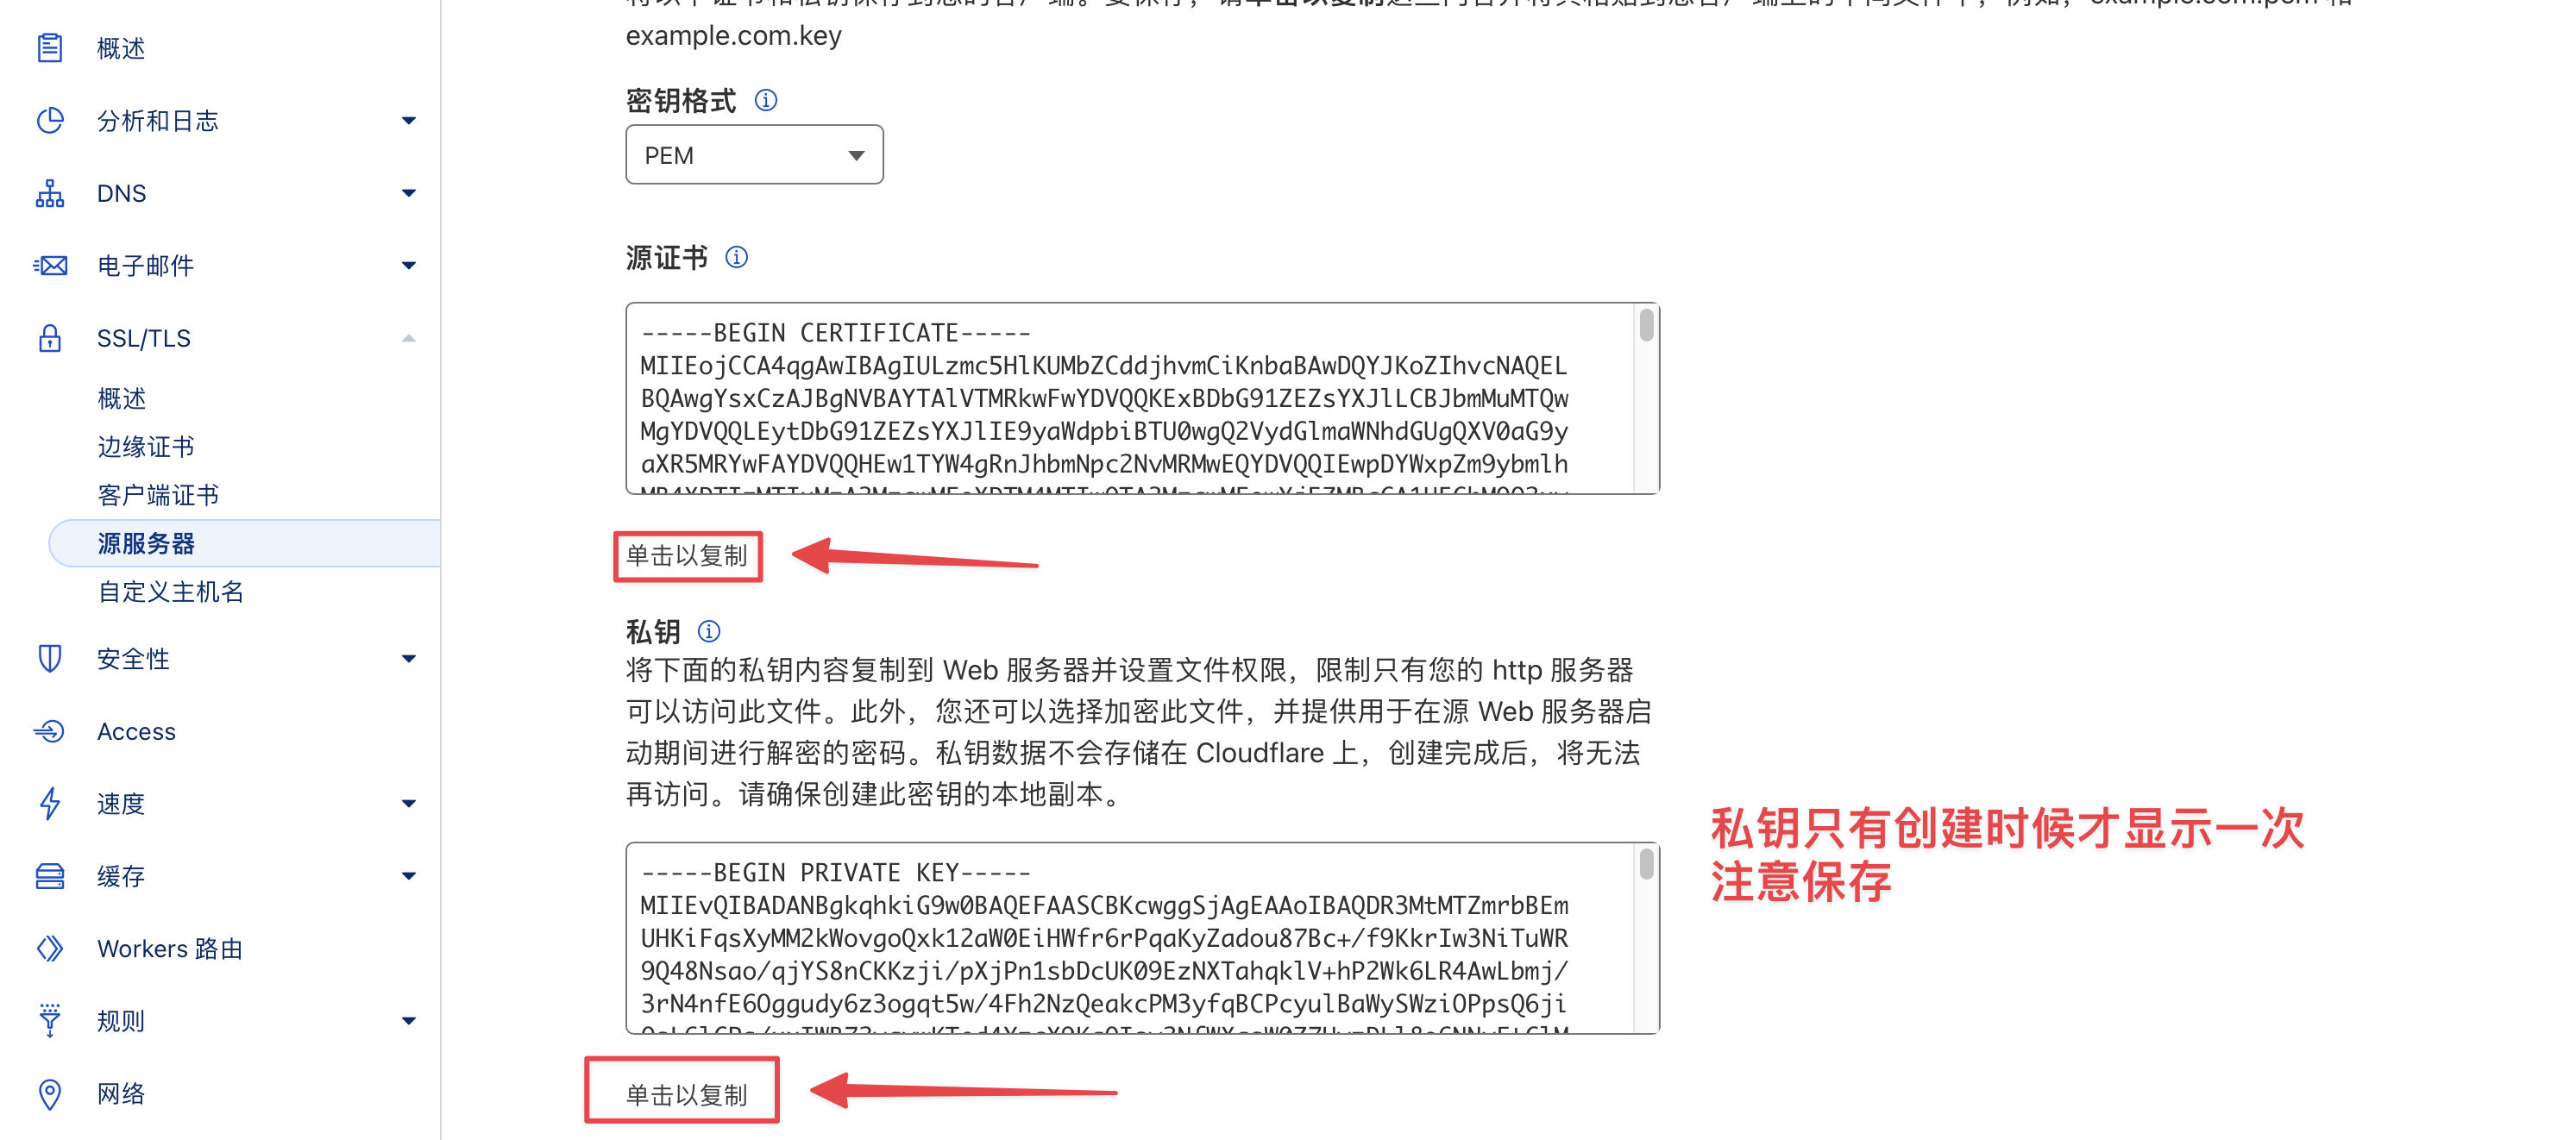 概述
分析和日志
DNS
电子邮件
SSL/TLS
概述
边缘证书
客户端证书
源服务器
自定义主机名
安全性
Access
速度
缓存
Workers 路由
规则
网络
example.com.pem 和
example.com.key
密钥格式
PEM
源证书
-----BEGIN CERTIFICATE-----
MIIEojCCA4qgAwIBAgIULzmc5HlKUMbZCddjhvmCiKnbaBAwDQYJKoZIhvcNAQEL
BQAwgYsxCzAJBgNVBAYTAlVTMRkwFwYDVQQKExBDbG91ZEZsYXJlLCBJbmMuMTQw
MgYDVQQLEytDbG91ZEZsYXJlIE9yaWdpbiBTU0wgQ2VydGlmaWNhdGUgQXV0aG9y
aXR5MRYwFAYDVQQHEw1TYW4gRnJhbmNpc2NvMRMwEQYDVQQIEwpDYWxpZm9ybmlh
单击以复制
私钥
将下面的私钥内容复制到 Web 服务器并设置文件权限，限制只有您的 http 服务器
可以访问此文件。此外，您还可以选择加密此文件，并提供用于在源 Web 服务器启
动期间进行解密的密码。私钥数据不会存储在 Cloudflare 上，创建完成后，将无法
再访问。请确保创建此密钥的本地副本。
-----BEGIN PRIVATE KEY-----
MIIEvQIBADANBgkqhkiG9w0BAQEFAASCBKcwggSjAgEAAoIBAQDR3MtMTZmrbBEm
UHKiFqsXyMM2kWovgoQxk12aW0EiHWfr6rPqaKyZadou87Bc+/f9KkrIw3NiTuWR
9Q48Nsao/qjYS8nCKKzji/pXjPn1sbDcUK09EzNXTahqklV+hP2Wk6LR4AwLbmj/
3rN4nfE6Oggudy6z3ogqt5w/4Fh2NzQeakcPM3yfqBCPcyulBaWySWziOPpsQ6ji
单击以复制
私钥只有创建时候才显示一次
注意保存